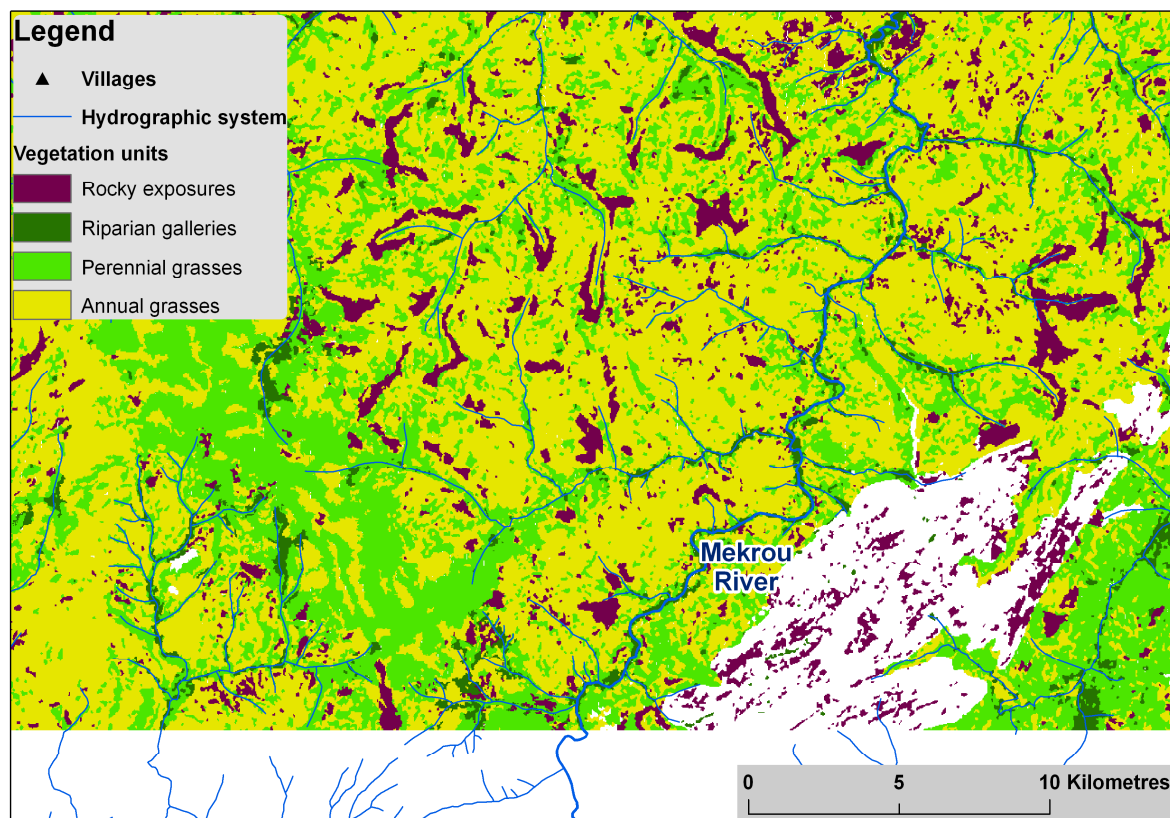 Legend
Villages
Hydrographic system
Vegetation units
Rocky exposures
Riparian galleries
Perennial grasses
Annual grasses
Mekrou
River
0 5 10 Kilometres